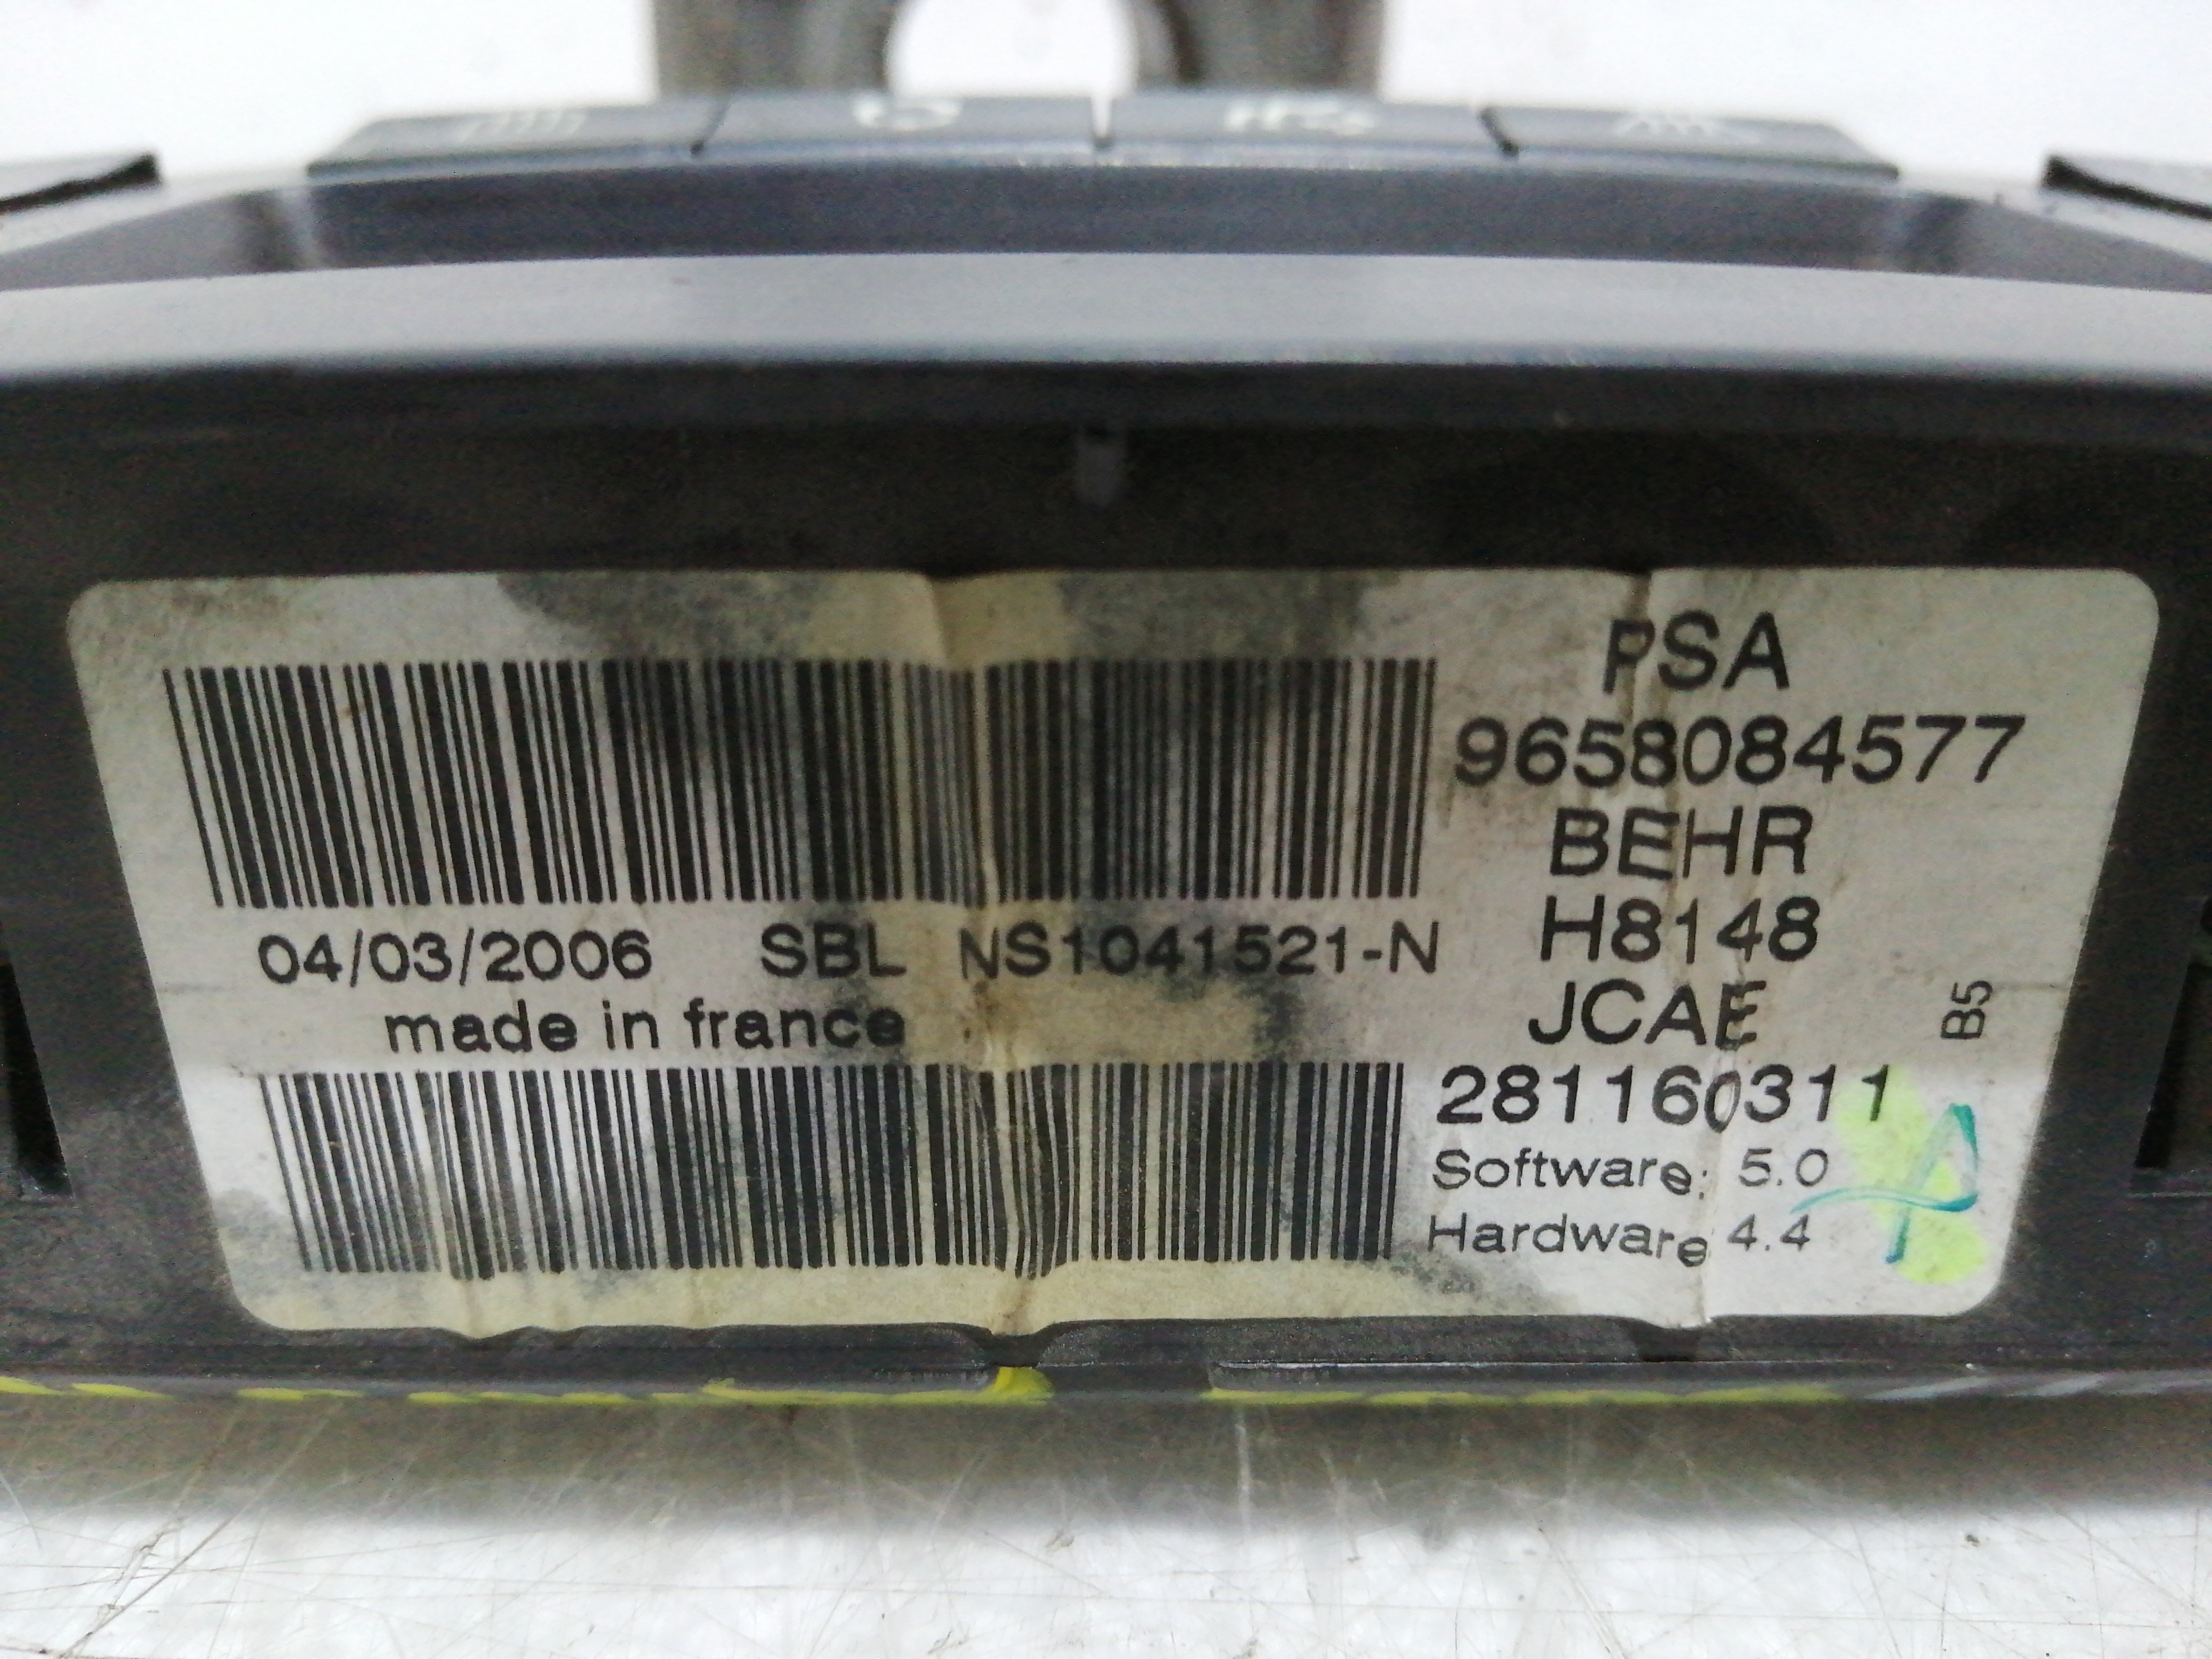 PSA
9658084577
BEHR
H8148
JCAE
281160311
Software: 5.0
Hardware 4.4
B5
04/03/2006 SBL NS1041521-N
made in france